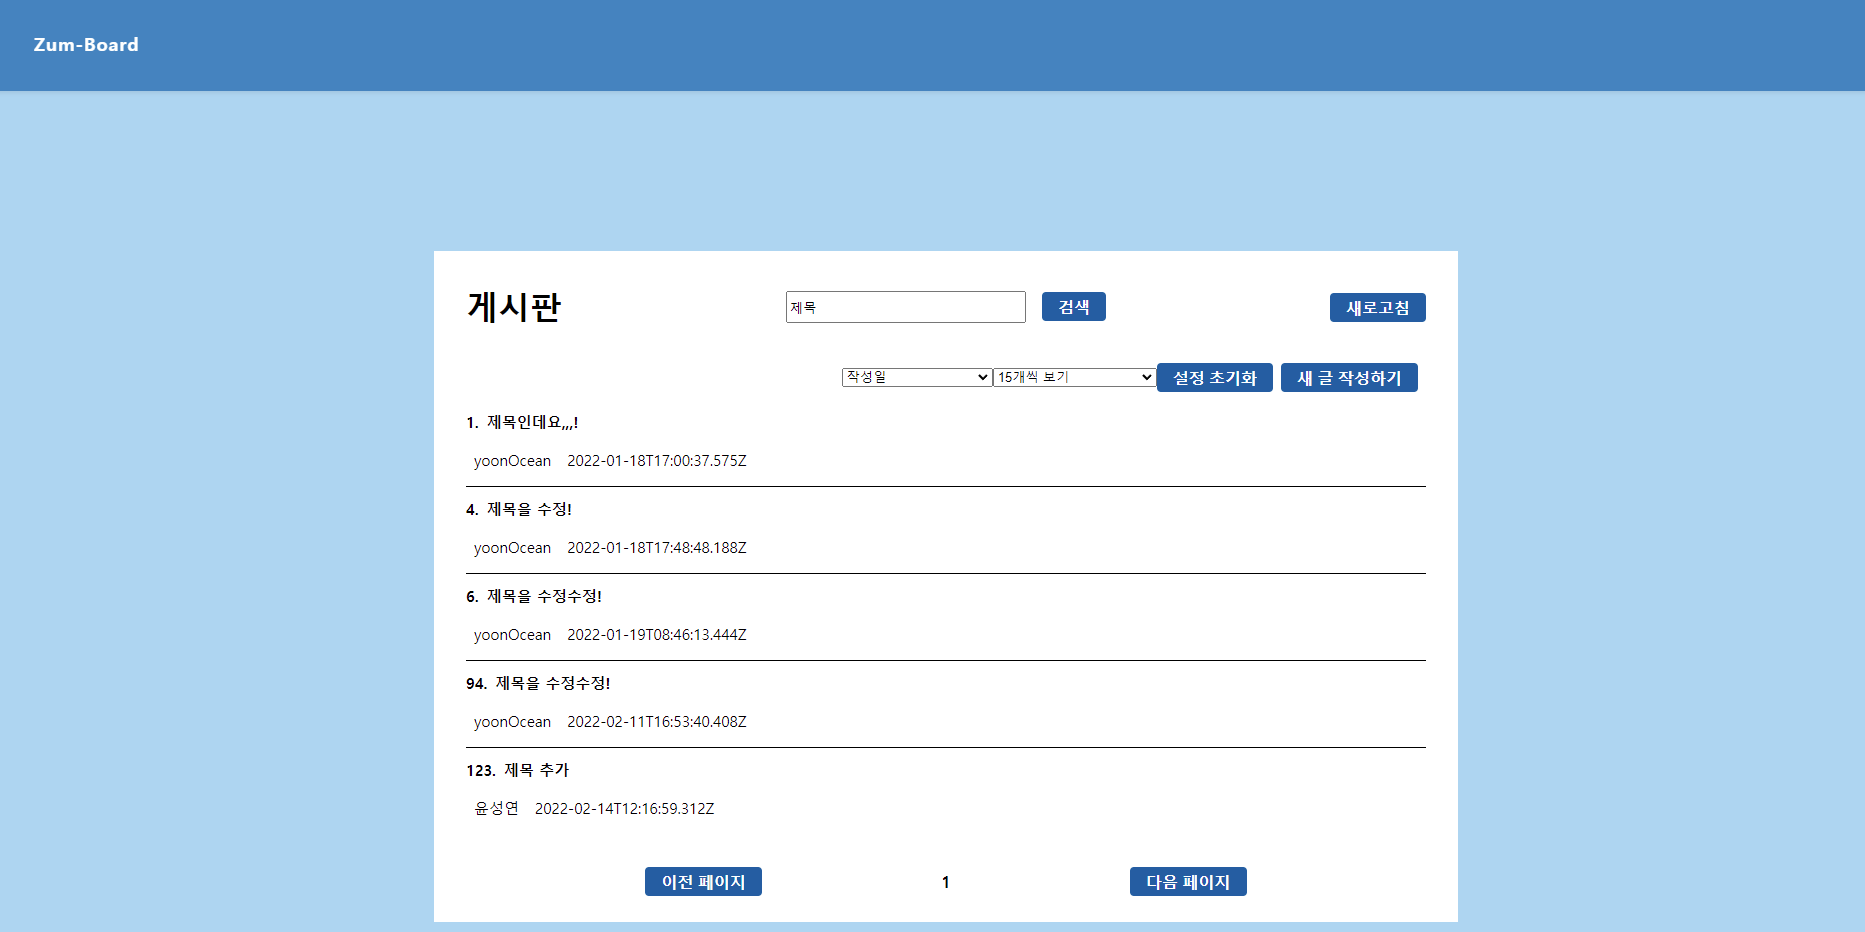 Zum-Board
게시판 제목 검색 새로고침
작성일 15개씩 보기 설정 초기화 새 글 작성하기
1. 제목인데요,,,!
yoonOcean 2022-01-18T17:00:37.575Z
4. 제목을 수정!
yoonOcean 2022-01-18T17:48:48.188Z
6. 제목을 수정수정!
yoonOcean 2022-01-19T08:46:13.444Z
94. 제목을 수정수정!
yoonOcean 2022-02-11T16:53:40.408Z
123. 제목 추가
윤성연 2022-02-14T12:16:59.312Z
이전 페이지 1 다음 페이지